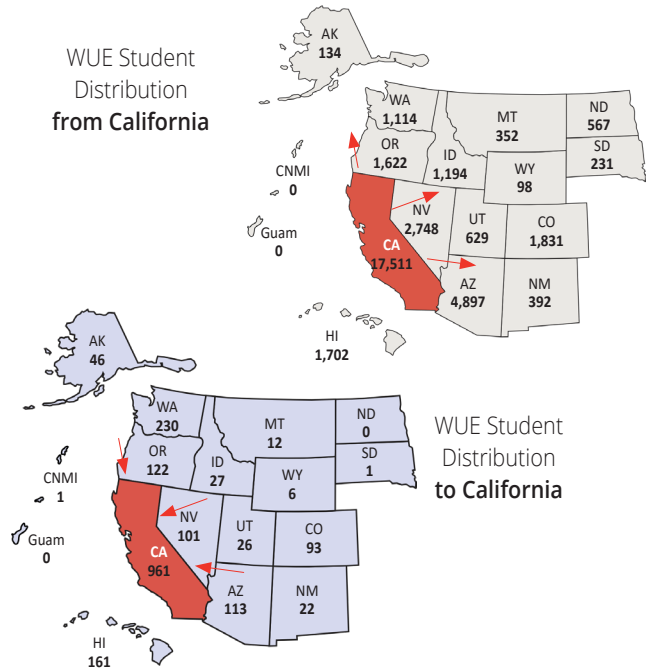 WUE Student
Distribution
from California
AK
134
WA
1,114
MT
352
ND
567
OR
1,622
ID
1,194
SD
231
WY
98
CNMI
0
NV
2,748
UT
629
CO
1,831
Guam
0
CA
17,511
AZ
4,897
NM
392
HI
1,702
AK
46
WA
230
MT
12
ND
0
WUE Student
Distribution
to California
OR
122
ID
27
SD
1
WY
6
CNMI
1
NV
101
UT
26
CO
93
Guam
0
CA
961
AZ
113
NM
22
HI
161